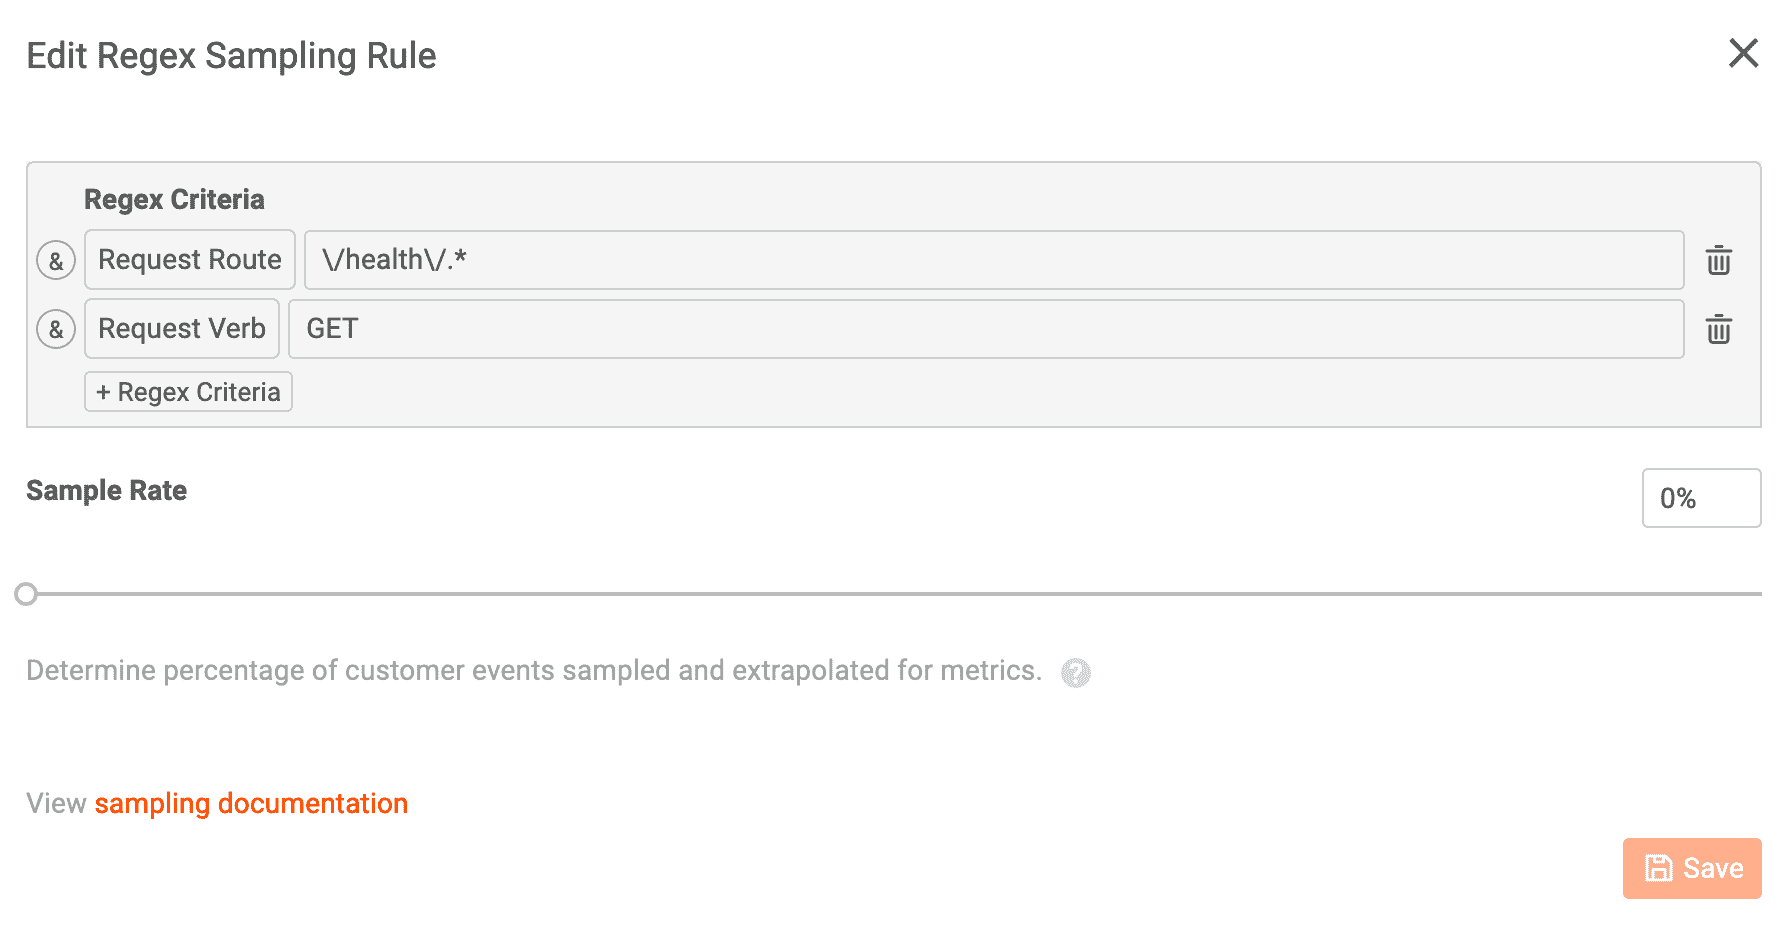 Edit Regex Sampling Rule
Regex Criteria
& Request Route \/health\/.*
& Request Verb GET
+ Regex Criteria
Sample Rate 0%
Determine percentage of customer events sampled and extrapolated for metrics. ?
View sampling documentation
Save